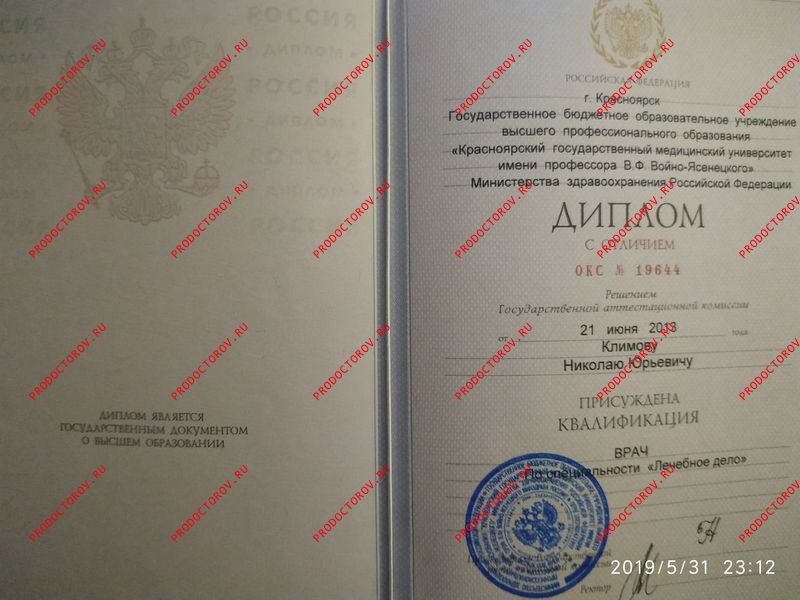 РОССИЯ
ДИПЛОМ
ДИПЛОМ ЯВЛЯЕТСЯ
ГОСУДАРСТВЕННЫМ ДОКУМЕНТОМ
О ВЫСШЕМ ОБРАЗОВАНИИ
РОССИЙСКАЯ ФЕДЕРАЦИЯ
г. Красноярск
Государственное бюджетное образовательное учреждение
высшего профессионального образования
«Красноярский государственный медицинский университет
имени профессора В.Ф. Войно-Ясенецкого»
Министерства здравоохранения Российской Федерации
ДИПЛОМ
С ОТЛИЧИЕМ
ОКС № 19644
Решением
Государственной аттестационной комиссии
от 21 июня 2013 года
Климову
Николаю Юрьевичу
ПРИСУЖДЕНА
КВАЛИФИКАЦИЯ
ВРАЧ
По специальности «Лечебное дело»
Ректор
2019/5/31 23:12
PRODOCTOROV.RU